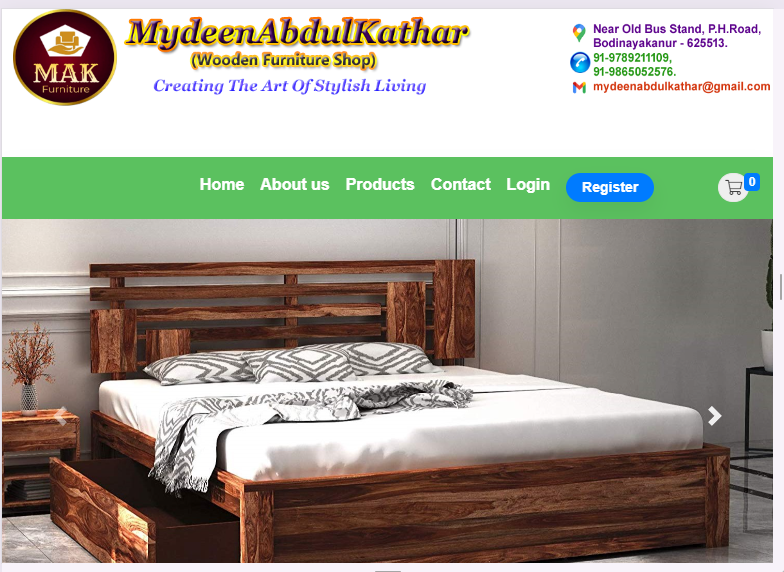 MAK
Furniture
MydeenAbdulKathar
(Wooden Furniture Shop)
Creating The Art Of Stylish Living
Near Old Bus Stand, P.H.Road,
Bodinayakanur - 625513.
91-9789211109,
91-9865052576.
mydeenabdulkathar@gmail.com
Home About us Products Contact Login Register 0